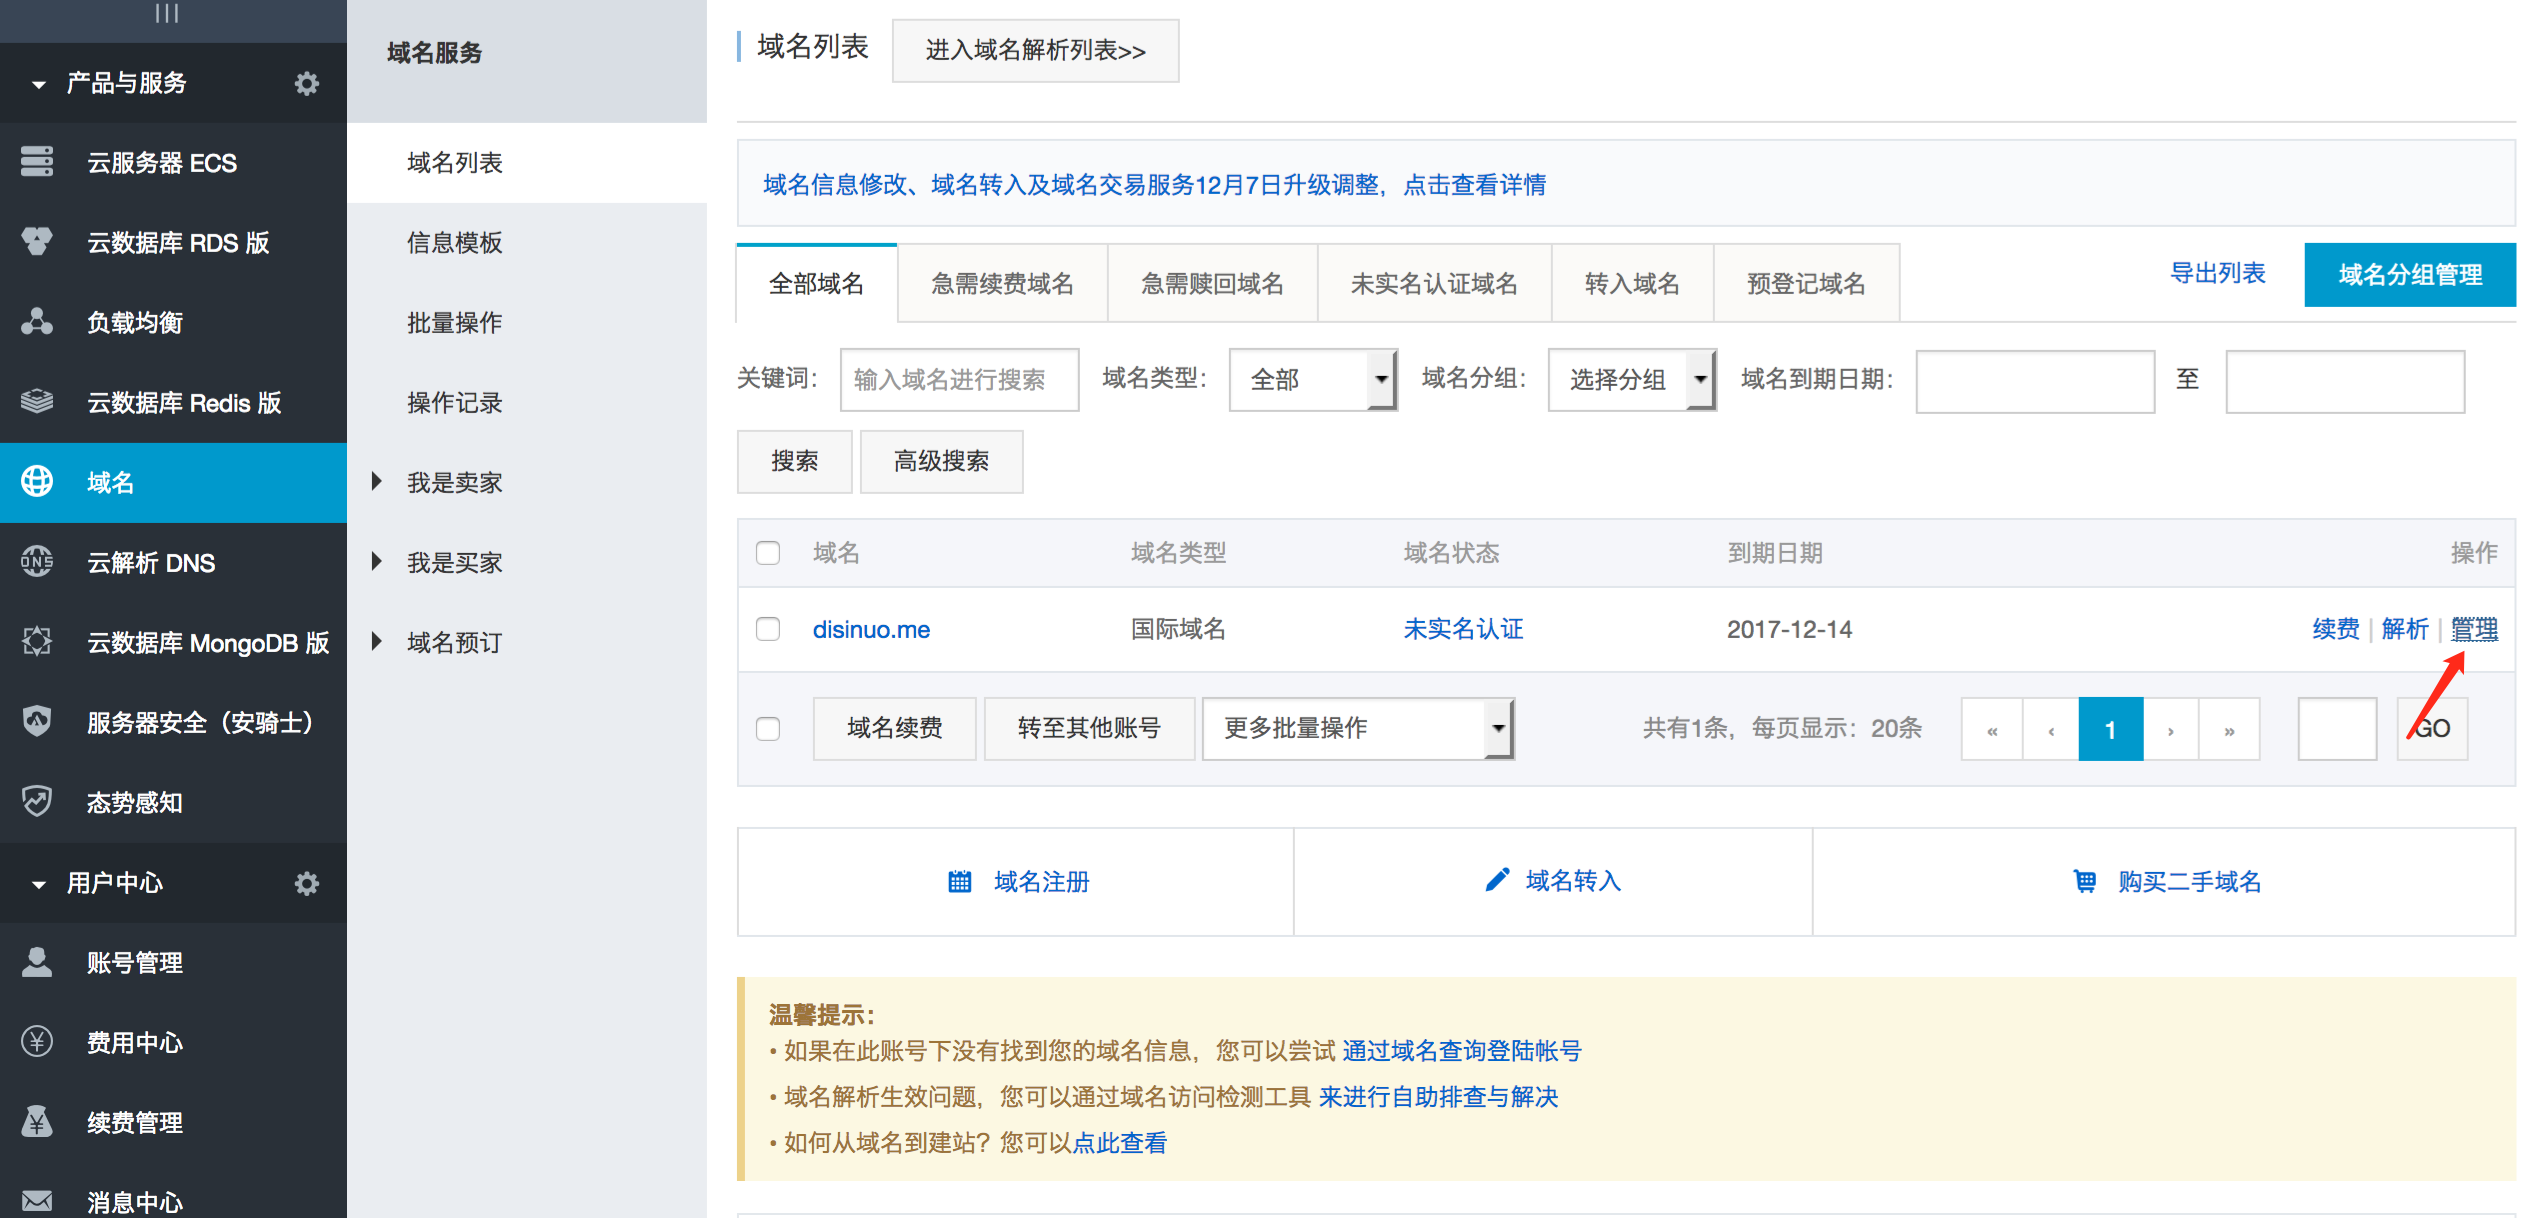 产品与服务
云服务器 ECS
云数据库 RDS 版
负载均衡
云数据库 Redis 版
域名
云解析 DNS
云数据库 MongoDB 版
服务器安全（安骑士）
态势感知
用户中心
账号管理
费用中心
续费管理
消息中心
域名服务
域名列表
信息模板
批量操作
操作记录
我是卖家
我是买家
域名预订
域名列表 进入域名解析列表>>
域名信息修改、域名转入及域名交易服务12月7日升级调整，点击查看详情
全部域名 急需续费域名 急需赎回域名 未实名认证域名 转入域名 预登记域名 导出列表 域名分组管理
关键词： 输入域名进行搜索 域名类型： 全部 域名分组： 选择分组 域名到期日期： 至
搜索 高级搜索
域名 域名类型 域名状态 到期日期 操作
disinuo.me 国际域名 未实名认证 2017-12-14 续费 | 解析 | 管理
域名续费 转至其他账号 更多批量操作 共有1条，每页显示：20条 « ‹ 1 › » GO
域名注册 域名转入 购买二手域名
温馨提示：
• 如果在此账号下没有找到您的域名信息，您可以尝试 通过域名查询登陆帐号
• 域名解析生效问题，您可以通过域名访问检测工具 来进行自助排查与解决
• 如何从域名到建站？您可以点此查看